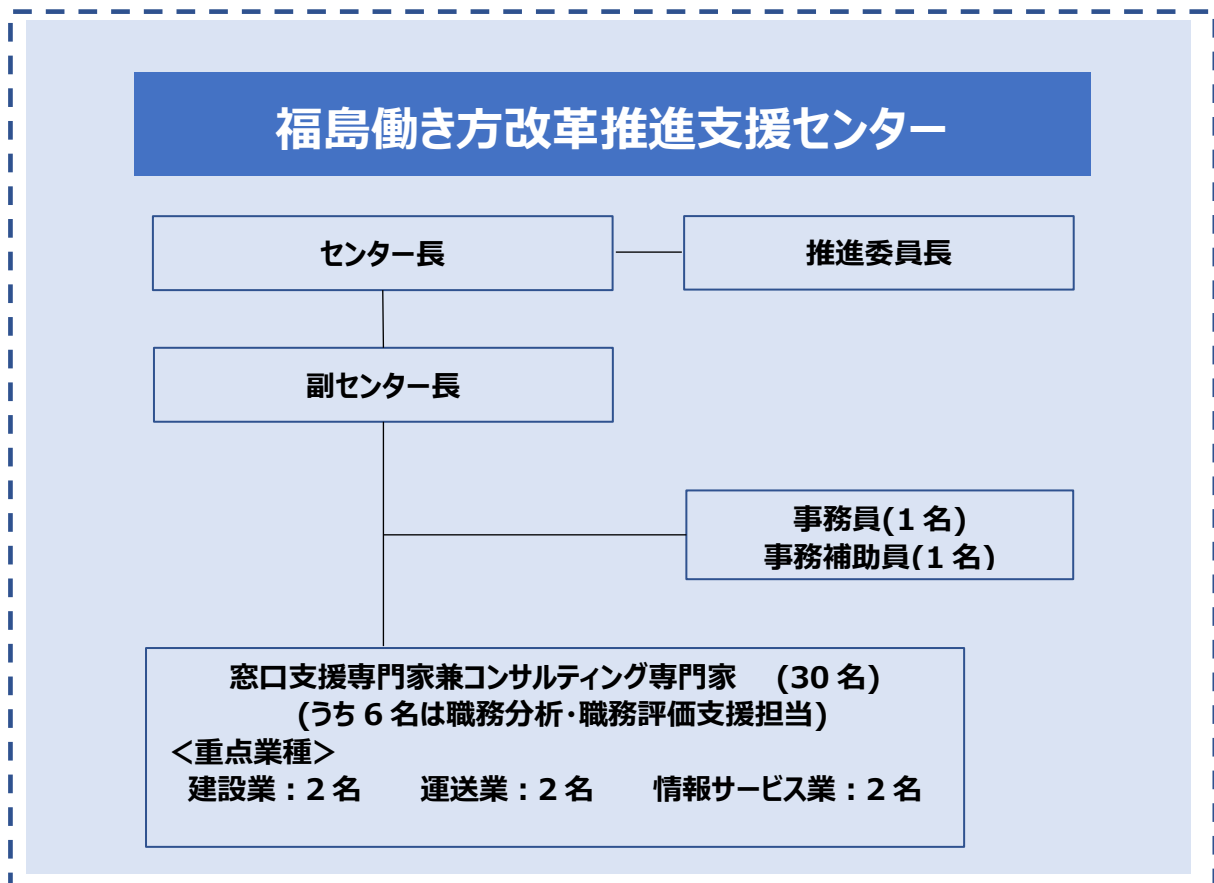 福島働き方改革推進支援センター
センター長
推進委員長
副センター長
事務員(1 名)
事務補助員(1 名)
窓口支援専門家兼コンサルティング専門家　(30 名)
(うち 6 名は職務分析・職務評価支援担当)
＜重点業種＞
建設業：2 名　　運送業：2 名　　情報サービス業：2 名